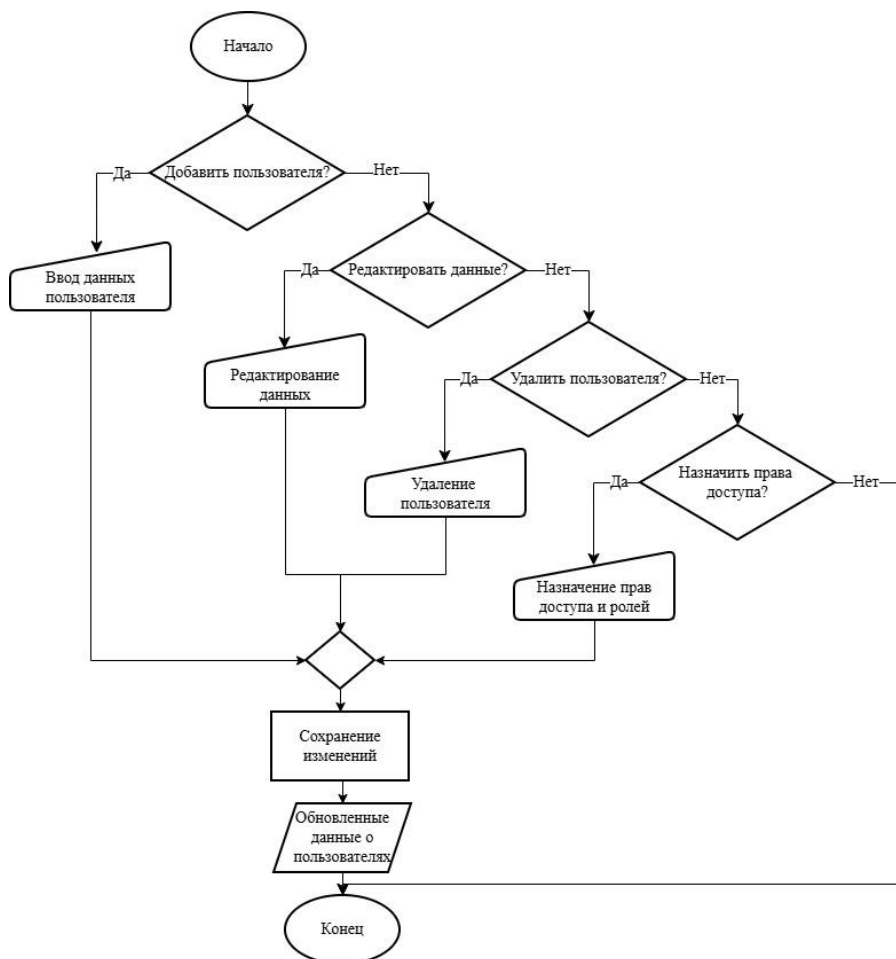 Начало
Да
Добавить пользователя?
Нет
Ввод данных
пользователя
Да
Редактировать данные?
Нет
Редактирование
данных
Да
Удалить пользователя?
Нет
Удаление
пользователя
Да
Назначить права
доступа?
Нет
Назначение прав
доступа и ролей
Сохранение
изменений
Обновленные
данные о
пользователях
Конец